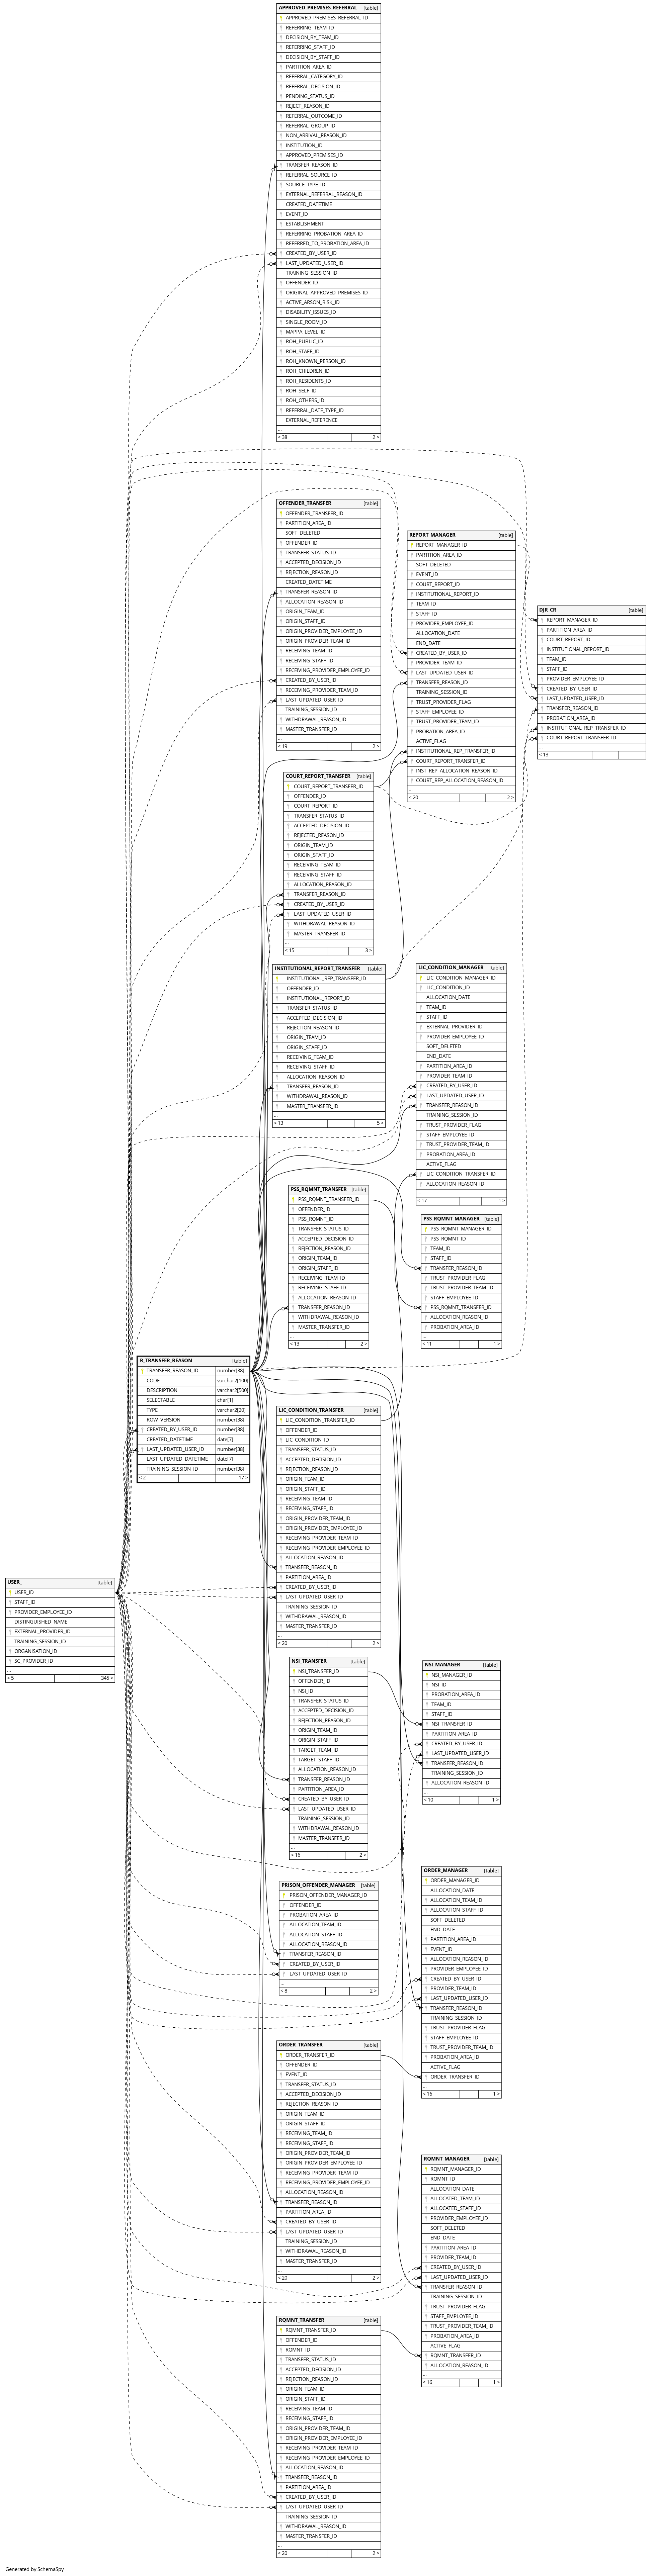 APPROVED_PREMISES_REFERRAL [table]
APPROVED_PREMISES_REFERRAL_ID
REFERRING_TEAM_ID
DECISION_BY_TEAM_ID
REFERRING_STAFF_ID
DECISION_BY_STAFF_ID
PARTITION_AREA_ID
REFERRAL_CATEGORY_ID
REFERRAL_DECISION_ID
PENDING_STATUS_ID
REJECT_REASON_ID
REFERRAL_OUTCOME_ID
REFERRAL_GROUP_ID
NON_ARRIVAL_REASON_ID
INSTITUTION_ID
APPROVED_PREMISES_ID
TRANSFER_REASON_ID
REFERRAL_SOURCE_ID
SOURCE_TYPE_ID
EXTERNAL_REFERRAL_REASON_ID
CREATED_DATETIME
EVENT_ID
ESTABLISHMENT
REFERRING_PROBATION_AREA_ID
REFERRED_TO_PROBATION_AREA_ID
CREATED_BY_USER_ID
LAST_UPDATED_USER_ID
TRAINING_SESSION_ID
OFFENDER_ID
ORIGINAL_APPROVED_PREMISES_ID
ACTIVE_ARSON_RISK_ID
DISABILITY_ISSUES_ID
SINGLE_ROOM_ID
MAPPA_LEVEL_ID
ROH_PUBLIC_ID
ROH_STAFF_ID
ROH_KNOWN_PERSON_ID
ROH_CHILDREN_ID
ROH_RESIDENTS_ID
ROH_SELF_ID
ROH_OTHERS_ID
REFERRAL_DATE_TYPE_ID
EXTERNAL_REFERENCE
...
< 38 2 >
OFFENDER_TRANSFER [table]
OFFENDER_TRANSFER_ID
PARTITION_AREA_ID
SOFT_DELETED
OFFENDER_ID
TRANSFER_STATUS_ID
ACCEPTED_DECISION_ID
REJECTION_REASON_ID
CREATED_DATETIME
TRANSFER_REASON_ID
ALLOCATION_REASON_ID
ORIGIN_TEAM_ID
ORIGIN_STAFF_ID
ORIGIN_PROVIDER_EMPLOYEE_ID
ORIGIN_PROVIDER_TEAM_ID
RECEIVING_TEAM_ID
RECEIVING_STAFF_ID
RECEIVING_PROVIDER_EMPLOYEE_ID
CREATED_BY_USER_ID
RECEIVING_PROVIDER_TEAM_ID
LAST_UPDATED_USER_ID
TRAINING_SESSION_ID
WITHDRAWAL_REASON_ID
MASTER_TRANSFER_ID
...
< 19 2 >
REPORT_MANAGER [table]
REPORT_MANAGER_ID
PARTITION_AREA_ID
SOFT_DELETED
EVENT_ID
COURT_REPORT_ID
INSTITUTIONAL_REPORT_ID
TEAM_ID
STAFF_ID
PROVIDER_EMPLOYEE_ID
ALLOCATION_DATE
END_DATE
CREATED_BY_USER_ID
PROVIDER_TEAM_ID
LAST_UPDATED_USER_ID
TRANSFER_REASON_ID
TRAINING_SESSION_ID
TRUST_PROVIDER_FLAG
STAFF_EMPLOYEE_ID
TRUST_PROVIDER_TEAM_ID
PROBATION_AREA_ID
ACTIVE_FLAG
INSTITUTIONAL_REP_TRANSFER_ID
COURT_REPORT_TRANSFER_ID
INST_REP_ALLOCATION_REASON_ID
COURT_REP_ALLOCATION_REASON_ID
...
< 20 2 >
DJR_CR [table]
REPORT_MANAGER_ID
PARTITION_AREA_ID
COURT_REPORT_ID
INSTITUTIONAL_REPORT_ID
TEAM_ID
STAFF_ID
PROVIDER_EMPLOYEE_ID
CREATED_BY_USER_ID
LAST_UPDATED_USER_ID
TRANSFER_REASON_ID
PROBATION_AREA_ID
INSTITUTIONAL_REP_TRANSFER_ID
COURT_REPORT_TRANSFER_ID
...
< 13
COURT_REPORT_TRANSFER [table]
COURT_REPORT_TRANSFER_ID
OFFENDER_ID
COURT_REPORT_ID
TRANSFER_STATUS_ID
ACCEPTED_DECISION_ID
REJECTED_REASON_ID
ORIGIN_TEAM_ID
ORIGIN_STAFF_ID
RECEIVING_TEAM_ID
RECEIVING_STAFF_ID
ALLOCATION_REASON_ID
TRANSFER_REASON_ID
CREATED_BY_USER_ID
LAST_UPDATED_USER_ID
WITHDRAWAL_REASON_ID
MASTER_TRANSFER_ID
...
< 15 3 >
INSTITUTIONAL_REPORT_TRANSFER [table]
INSTITUTIONAL_REP_TRANSFER_ID
OFFENDER_ID
INSTITUTIONAL_REPORT_ID
TRANSFER_STATUS_ID
ACCEPTED_DECISION_ID
REJECTION_REASON_ID
ORIGIN_TEAM_ID
ORIGIN_STAFF_ID
RECEIVING_TEAM_ID
RECEIVING_STAFF_ID
ALLOCATION_REASON_ID
TRANSFER_REASON_ID
WITHDRAWAL_REASON_ID
MASTER_TRANSFER_ID
...
< 13 5 >
LIC_CONDITION_MANAGER [table]
LIC_CONDITION_MANAGER_ID
LIC_CONDITION_ID
ALLOCATION_DATE
TEAM_ID
STAFF_ID
EXTERNAL_PROVIDER_ID
PROVIDER_EMPLOYEE_ID
SOFT_DELETED
END_DATE
PARTITION_AREA_ID
PROVIDER_TEAM_ID
CREATED_BY_USER_ID
LAST_UPDATED_USER_ID
TRANSFER_REASON_ID
TRAINING_SESSION_ID
TRUST_PROVIDER_FLAG
STAFF_EMPLOYEE_ID
TRUST_PROVIDER_TEAM_ID
PROBATION_AREA_ID
ACTIVE_FLAG
LIC_CONDITION_TRANSFER_ID
ALLOCATION_REASON_ID
...
< 17 1 >
PSS_RQMNT_TRANSFER [table]
PSS_RQMNT_TRANSFER_ID
OFFENDER_ID
PSS_RQMNT_ID
TRANSFER_STATUS_ID
ACCEPTED_DECISION_ID
REJECTION_REASON_ID
ORIGIN_TEAM_ID
ORIGIN_STAFF_ID
RECEIVING_TEAM_ID
RECEIVING_STAFF_ID
ALLOCATION_REASON_ID
TRANSFER_REASON_ID
WITHDRAWAL_REASON_ID
MASTER_TRANSFER_ID
...
< 13 2 >
PSS_RQMNT_MANAGER [table]
PSS_RQMNT_MANAGER_ID
PSS_RQMNT_ID
TEAM_ID
STAFF_ID
TRANSFER_REASON_ID
TRUST_PROVIDER_FLAG
TRUST_PROVIDER_TEAM_ID
STAFF_EMPLOYEE_ID
PSS_RQMNT_TRANSFER_ID
ALLOCATION_REASON_ID
PROBATION_AREA_ID
...
< 11 1 >
R_TRANSFER_REASON [table]
TRANSFER_REASON_ID number[38]
CODE varchar2[100]
DESCRIPTION varchar2[500]
SELECTABLE char[1]
TYPE varchar2[20]
ROW_VERSION number[38]
CREATED_BY_USER_ID number[38]
CREATED_DATETIME date[7]
LAST_UPDATED_USER_ID number[38]
LAST_UPDATED_DATETIME date[7]
TRAINING_SESSION_ID number[38]
< 2 17 >
LIC_CONDITION_TRANSFER [table]
LIC_CONDITION_TRANSFER_ID
OFFENDER_ID
LIC_CONDITION_ID
TRANSFER_STATUS_ID
ACCEPTED_DECISION_ID
REJECTION_REASON_ID
ORIGIN_TEAM_ID
ORIGIN_STAFF_ID
RECEIVING_TEAM_ID
RECEIVING_STAFF_ID
ORIGIN_PROVIDER_TEAM_ID
ORIGIN_PROVIDER_EMPLOYEE_ID
RECEIVING_PROVIDER_TEAM_ID
RECEIVING_PROVIDER_EMPLOYEE_ID
ALLOCATION_REASON_ID
TRANSFER_REASON_ID
PARTITION_AREA_ID
CREATED_BY_USER_ID
LAST_UPDATED_USER_ID
TRAINING_SESSION_ID
WITHDRAWAL_REASON_ID
MASTER_TRANSFER_ID
...
< 20 2 >
USER_ [table]
USER_ID
STAFF_ID
PROVIDER_EMPLOYEE_ID
DISTINGUISHED_NAME
EXTERNAL_PROVIDER_ID
TRAINING_SESSION_ID
ORGANISATION_ID
SC_PROVIDER_ID
...
< 5 345 >
NSI_TRANSFER [table]
NSI_TRANSFER_ID
OFFENDER_ID
NSI_ID
TRANSFER_STATUS_ID
ACCEPTED_DECISION_ID
REJECTION_REASON_ID
ORIGIN_TEAM_ID
ORIGIN_STAFF_ID
TARGET_TEAM_ID
TARGET_STAFF_ID
ALLOCATION_REASON_ID
TRANSFER_REASON_ID
PARTITION_AREA_ID
CREATED_BY_USER_ID
LAST_UPDATED_USER_ID
TRAINING_SESSION_ID
WITHDRAWAL_REASON_ID
MASTER_TRANSFER_ID
...
< 16 2 >
NSI_MANAGER [table]
NSI_MANAGER_ID
NSI_ID
PROBATION_AREA_ID
TEAM_ID
STAFF_ID
NSI_TRANSFER_ID
PARTITION_AREA_ID
CREATED_BY_USER_ID
LAST_UPDATED_USER_ID
TRANSFER_REASON_ID
TRAINING_SESSION_ID
ALLOCATION_REASON_ID
...
< 10 1 >
PRISON_OFFENDER_MANAGER [table]
PRISON_OFFENDER_MANAGER_ID
OFFENDER_ID
PROBATION_AREA_ID
ALLOCATION_TEAM_ID
ALLOCATION_STAFF_ID
ALLOCATION_REASON_ID
TRANSFER_REASON_ID
CREATED_BY_USER_ID
LAST_UPDATED_USER_ID
...
< 8 2 >
ORDER_MANAGER [table]
ORDER_MANAGER_ID
ALLOCATION_DATE
ALLOCATION_TEAM_ID
ALLOCATION_STAFF_ID
SOFT_DELETED
END_DATE
PARTITION_AREA_ID
EVENT_ID
ALLOCATION_REASON_ID
PROVIDER_EMPLOYEE_ID
CREATED_BY_USER_ID
PROVIDER_TEAM_ID
LAST_UPDATED_USER_ID
TRANSFER_REASON_ID
TRAINING_SESSION_ID
TRUST_PROVIDER_FLAG
STAFF_EMPLOYEE_ID
TRUST_PROVIDER_TEAM_ID
PROBATION_AREA_ID
ACTIVE_FLAG
ORDER_TRANSFER_ID
...
< 16 1 >
ORDER_TRANSFER [table]
ORDER_TRANSFER_ID
OFFENDER_ID
EVENT_ID
TRANSFER_STATUS_ID
ACCEPTED_DECISION_ID
REJECTION_REASON_ID
ORIGIN_TEAM_ID
ORIGIN_STAFF_ID
RECEIVING_TEAM_ID
RECEIVING_STAFF_ID
ORIGIN_PROVIDER_TEAM_ID
ORIGIN_PROVIDER_EMPLOYEE_ID
RECEIVING_PROVIDER_TEAM_ID
RECEIVING_PROVIDER_EMPLOYEE_ID
ALLOCATION_REASON_ID
TRANSFER_REASON_ID
PARTITION_AREA_ID
CREATED_BY_USER_ID
LAST_UPDATED_USER_ID
TRAINING_SESSION_ID
WITHDRAWAL_REASON_ID
MASTER_TRANSFER_ID
...
< 20 2 >
RQMNT_MANAGER [table]
RQMNT_MANAGER_ID
RQMNT_ID
ALLOCATION_DATE
ALLOCATED_TEAM_ID
ALLOCATED_STAFF_ID
PROVIDER_EMPLOYEE_ID
SOFT_DELETED
END_DATE
PARTITION_AREA_ID
PROVIDER_TEAM_ID
CREATED_BY_USER_ID
LAST_UPDATED_USER_ID
TRANSFER_REASON_ID
TRAINING_SESSION_ID
TRUST_PROVIDER_FLAG
STAFF_EMPLOYEE_ID
TRUST_PROVIDER_TEAM_ID
PROBATION_AREA_ID
ACTIVE_FLAG
RQMNT_TRANSFER_ID
ALLOCATION_REASON_ID
...
< 16 1 >
RQMNT_TRANSFER [table]
RQMNT_TRANSFER_ID
OFFENDER_ID
RQMNT_ID
TRANSFER_STATUS_ID
ACCEPTED_DECISION_ID
REJECTION_REASON_ID
ORIGIN_TEAM_ID
ORIGIN_STAFF_ID
RECEIVING_TEAM_ID
RECEIVING_STAFF_ID
ORIGIN_PROVIDER_TEAM_ID
ORIGIN_PROVIDER_EMPLOYEE_ID
RECEIVING_PROVIDER_TEAM_ID
RECEIVING_PROVIDER_EMPLOYEE_ID
ALLOCATION_REASON_ID
TRANSFER_REASON_ID
PARTITION_AREA_ID
CREATED_BY_USER_ID
LAST_UPDATED_USER_ID
TRAINING_SESSION_ID
WITHDRAWAL_REASON_ID
MASTER_TRANSFER_ID
...
< 20 2 >
Generated by SchemaSpy